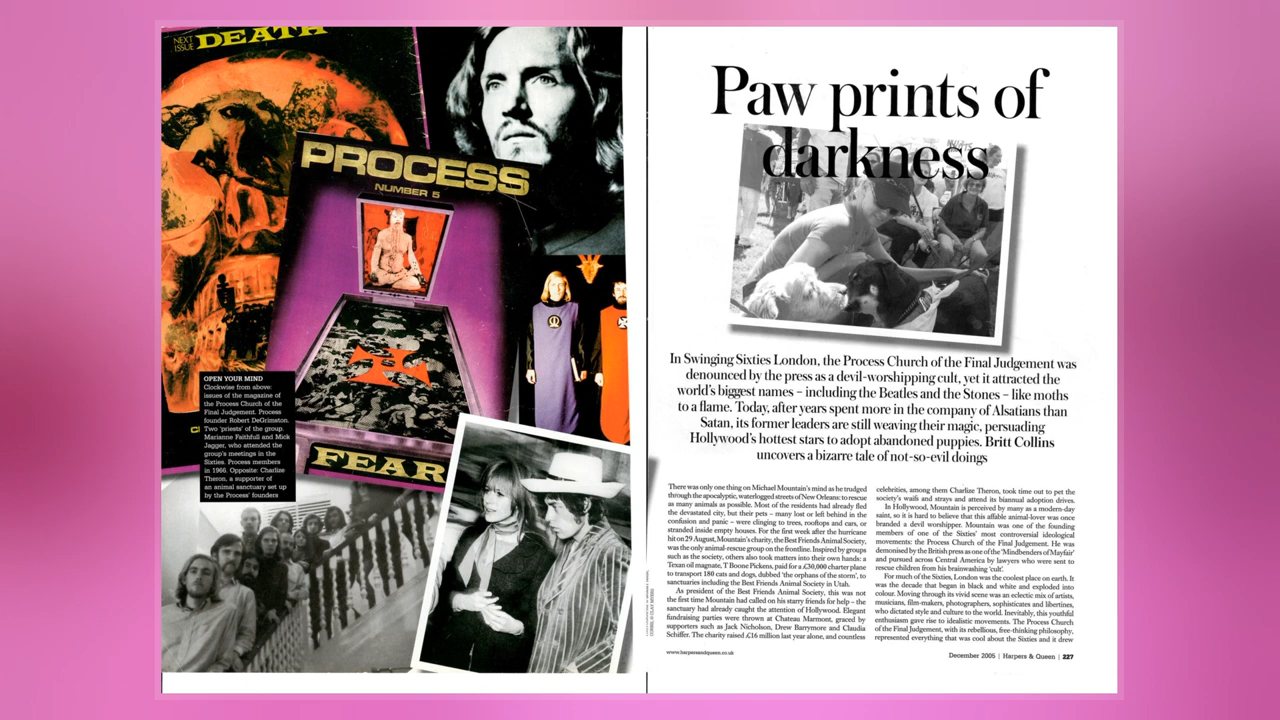 NEXT
ISSUE DEATH
PROCESS
NUMBER 5
FEAR
OPEN YOUR MIND
Clockwise from above:
issues of the magazine of
the Process Church of the
Final Judgement. Process
founder Robert DeGrimston.
Two 'priests' of the group.
Marianne Faithfull and Mick
Jagger, who attended the
group's meetings in the
Sixties. Process members
in 1966. Opposite: Charlize
Theron, a supporter of
an animal sanctuary set up
by the Process' founders
Paw prints of
darkness
In Swinging Sixties London, the Process Church of the Final Judgement was
denounced by the press as a devil-worshipping cult, yet it attracted the
world's biggest names – including the Beatles and the Stones – like moths
to a flame. Today, after years spent more in the company of Alsatians than
Satan, its former leaders are still weaving their magic, persuading
Hollywood's hottest stars to adopt abandoned puppies. Britt Collins
uncovers a bizarre tale of not-so-evil doings
There was only one thing on Michael Mountain's mind as he trudged
through the apocalyptic, waterlogged streets of New Orleans: to rescue
as many animals as possible. Most of the residents had already fled
the devastated city, but their pets – many lost or left behind in the
confusion and panic – were clinging to trees, rooftops and cars, or
stranded inside empty houses. For the first week after the hurricane
hit on 29 August, Mountain's charity, the Best Friends Animal Society,
was the only animal-rescue group on the frontline. Inspired by groups
such as the society, others also took matters into their own hands: a
Texan oil magnate, T Boone Pickens, paid for a £30,000 charter plane
to transport 180 cats and dogs, dubbed 'the orphans of the storm', to
sanctuaries including the Best Friends Animal Society in Utah.
As president of the Best Friends Animal Society, this was not
the first time Mountain had called on his starry friends for help – the
sanctuary had already caught the attention of Hollywood. Elegant
fundraising parties were thrown at Chateau Marmont, graced by
supporters such as Jack Nicholson, Drew Barrymore and Claudia
Schiffer. The charity raised £16 million last year alone, and countless
celebrities, among them Charlize Theron, took time out to pet the
society's waifs and strays and attend its biannual adoption drives.
In Hollywood, Mountain is perceived by many as a modern-day
saint, so it is hard to believe that this affable animal-lover was once
branded a devil worshipper. Mountain was one of the founding
members of one of the Sixties' most controversial ideological
movements: the Process Church of the Final Judgement. He was
demonised by the British press as one of the 'Mindbenders of Mayfair'
and pursued across Central America by lawyers who were sent to
rescue children from his brainwashing 'cult'.
For much of the Sixties, London was the coolest place on earth. It
was the decade that began in black and white and exploded into
colour. Moving through its vivid scene was an eclectic mix of artists,
musicians, film-makers, photographers, sophisticates and libertines,
who dictated style and culture to the world. Inevitably, this youthful
enthusiasm gave rise to idealistic movements. The Process Church
of the Final Judgement, with its rebellious, free-thinking philosophy,
represented everything that was cool about the Sixties and it drew
www.harpersandqueen.co.uk
December 2005 | Harpers & Queen | 227